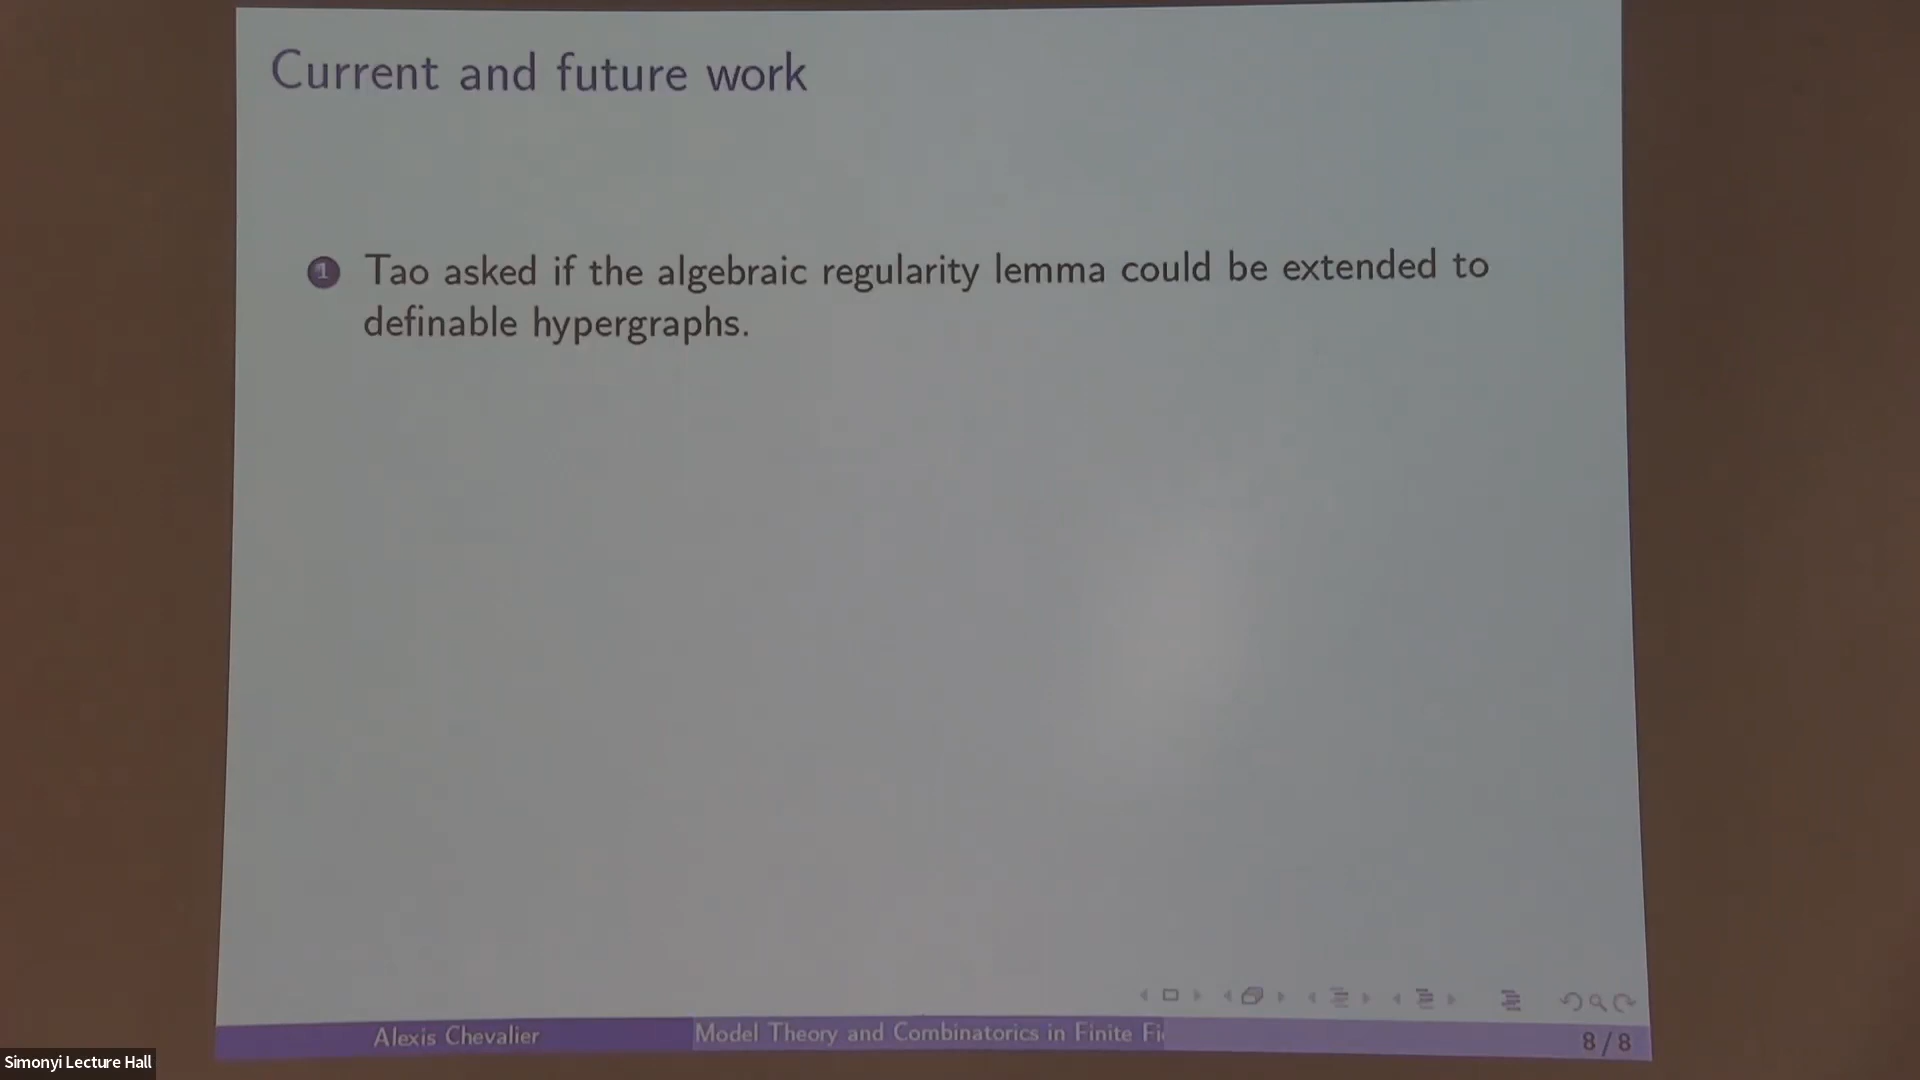 Current and future work
1 Tao asked if the algebraic regularity lemma could be extended to
definable hypergraphs.
Alexis Chevalier
Model Theory and Combinatorics in Finite Fi
8 / 8
Simonyi Lecture Hall